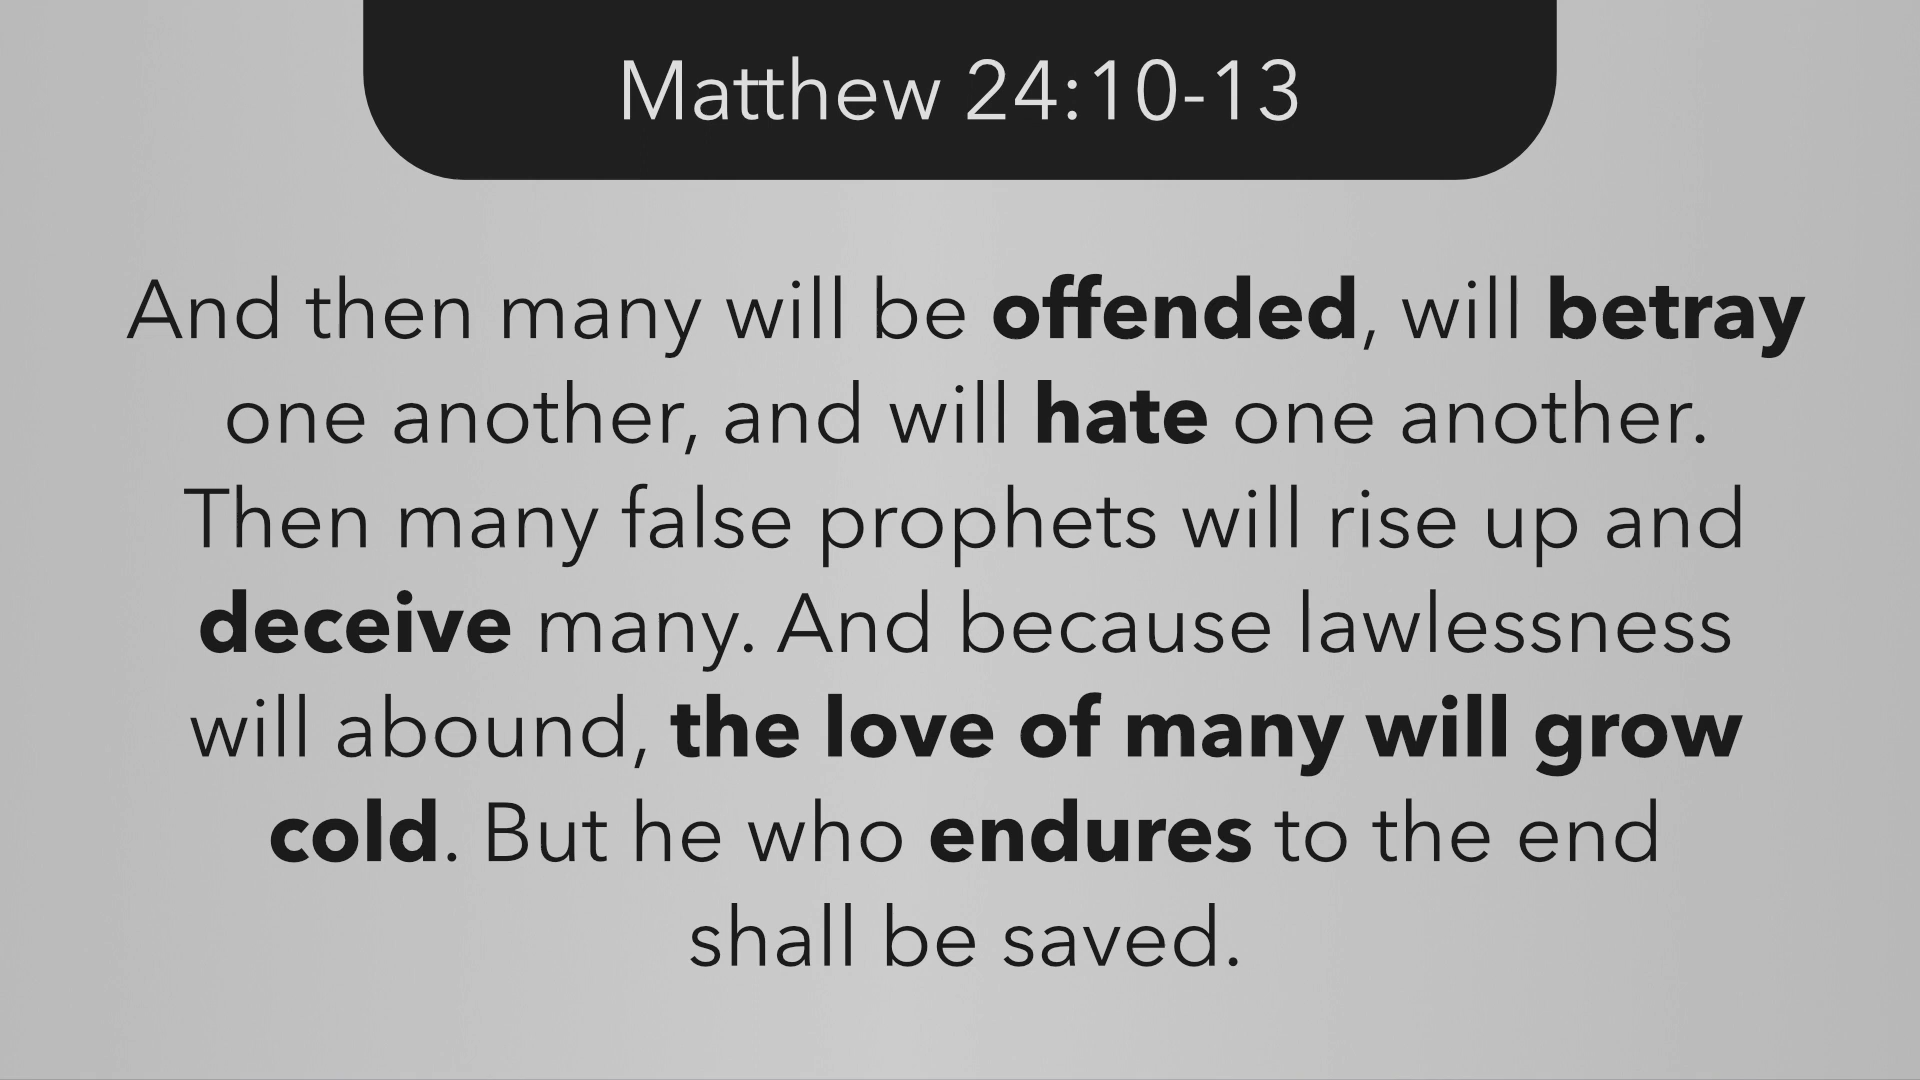 Matthew 24:10-13
And then many will be offended, will betray
one another, and will hate one another.
Then many false prophets will rise up and
deceive many. And because lawlessness
will abound, the love of many will grow
cold. But he who endures to the end
shall be saved.